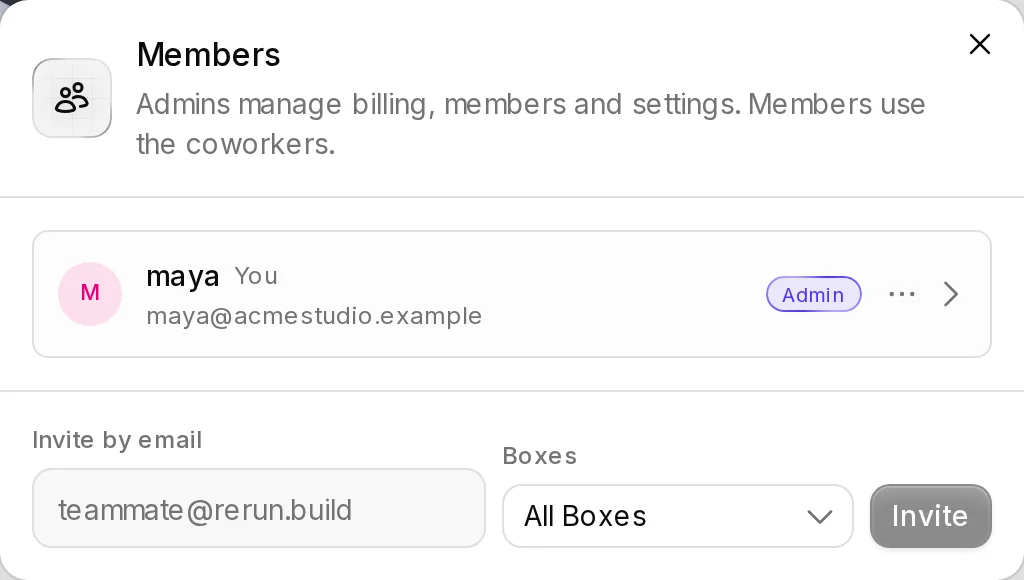 Members
Admins manage billing, members and settings. Members use
the coworkers.
M
maya You
maya@acmestudio.example
Admin
Invite by email
teammate@rerun.build
Boxes
All Boxes
Invite